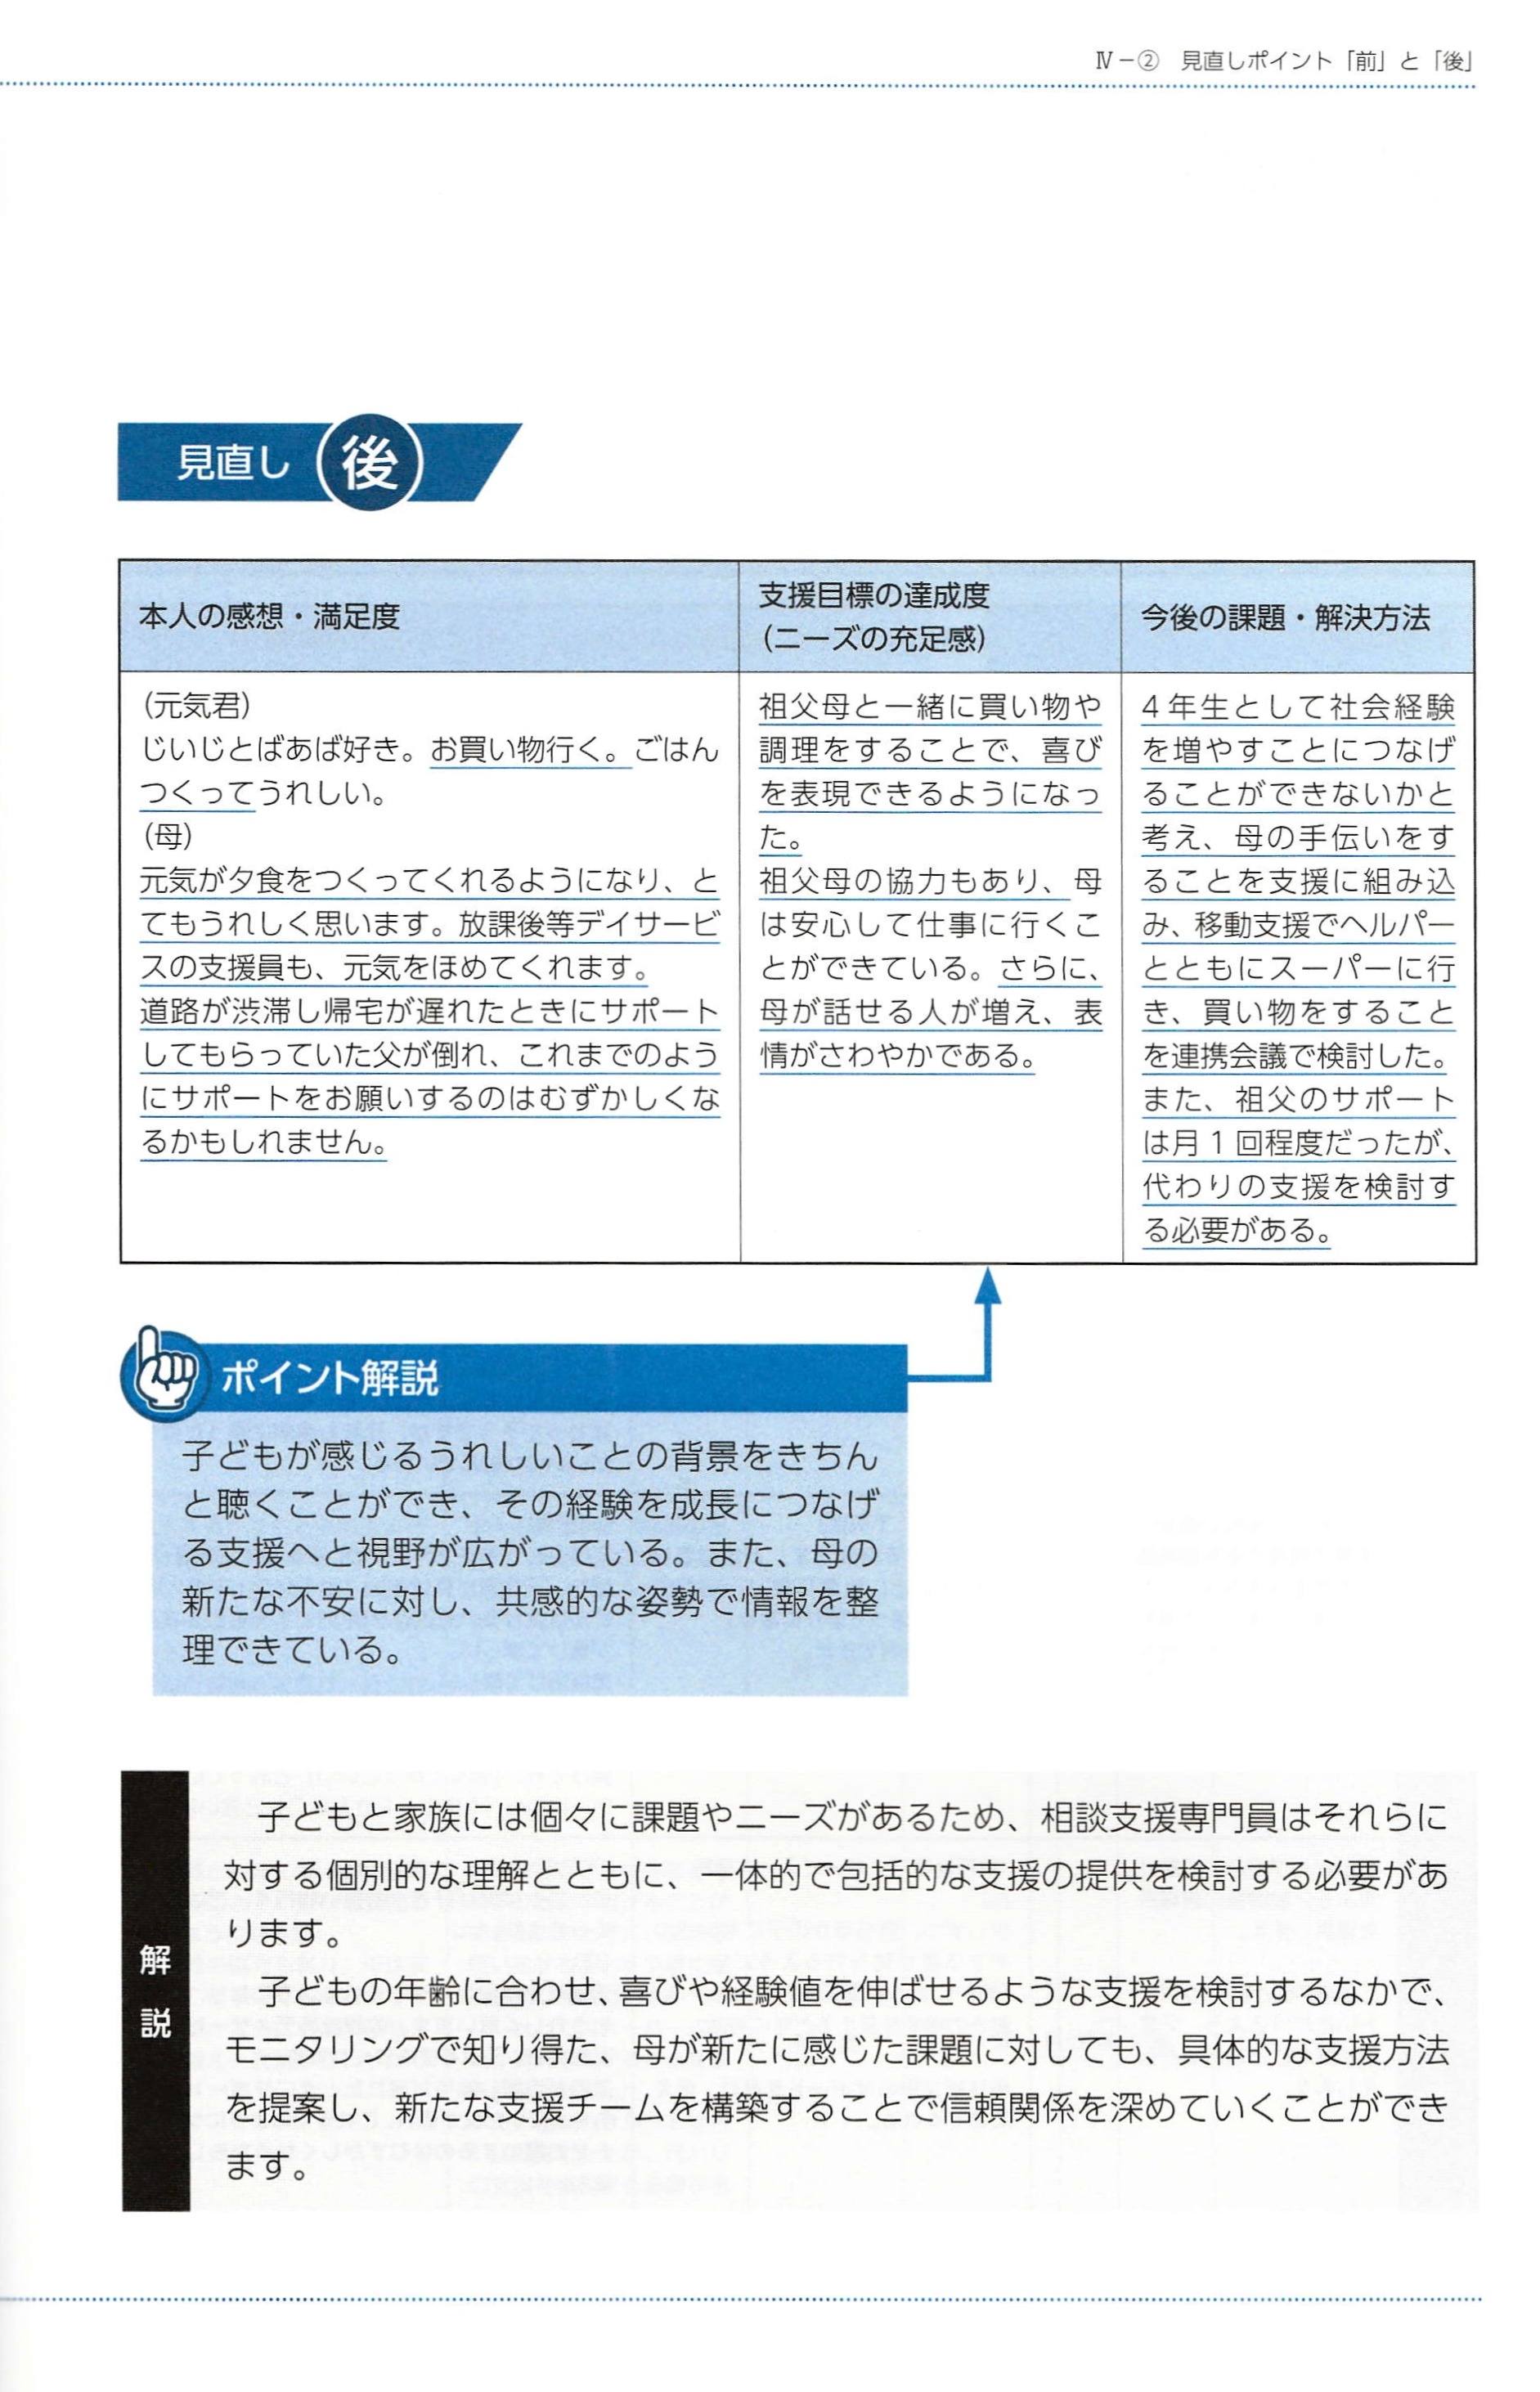 Ⅳ－② 見直しポイント「前」と「後」
見直し 後
本人の感想・満足度
支援目標の達成度
(ニーズの充足感)
今後の課題・解決方法
(元気君)
じいじとばあば好き。お買い物行く。ごはん
つくってうれしい。
(母)
元気が夕食をつくってくれるようになり、と
てもうれしく思います。放課後等デイサービ
スの支援員も、元気をほめてくれます。
道路が渋滞し帰宅が遅れたときにサポート
してもらっていた父が倒れ、これまでのよう
にサポートをお願いするのはむずかしくな
るかもしれません。
祖父母と一緒に買い物や
調理をすることで、喜び
を表現できるようになっ
た。
祖父母の協力もあり、母
は安心して仕事に行くこ
とができている。さらに、
母が話せる人が増え、表
情がさわやかである。
4年生として社会経験
を増やすことにつなげ
ることができないかと
考え、母の手伝いをす
ることを支援に組み込
み、移動支援でヘルパー
とともにスーパーに行
き、買い物をすること
を連携会議で検討した。
また、祖父のサポート
は月1回程度だったが、
代わりの支援を検討す
る必要がある。
ポイント解説
子どもが感じるうれしいことの背景をきちん
と聴くことができ、その経験を成長につなげ
る支援へと視野が広がっている。また、母の
新たな不安に対し、共感的な姿勢で情報を整
理できている。
解説
子どもと家族には個々に課題やニーズがあるため、相談支援専門員はそれらに
対する個別的な理解とともに、一体的で包括的な支援の提供を検討する必要があ
ります。
子どもの年齢に合わせ、喜びや経験値を伸ばせるような支援を検討するなかで、
モニタリングで知り得た、母が新たに感じた課題に対しても、具体的な支援方法
を提案し、新たな支援チームを構築することで信頼関係を深めていくことができ
ます。